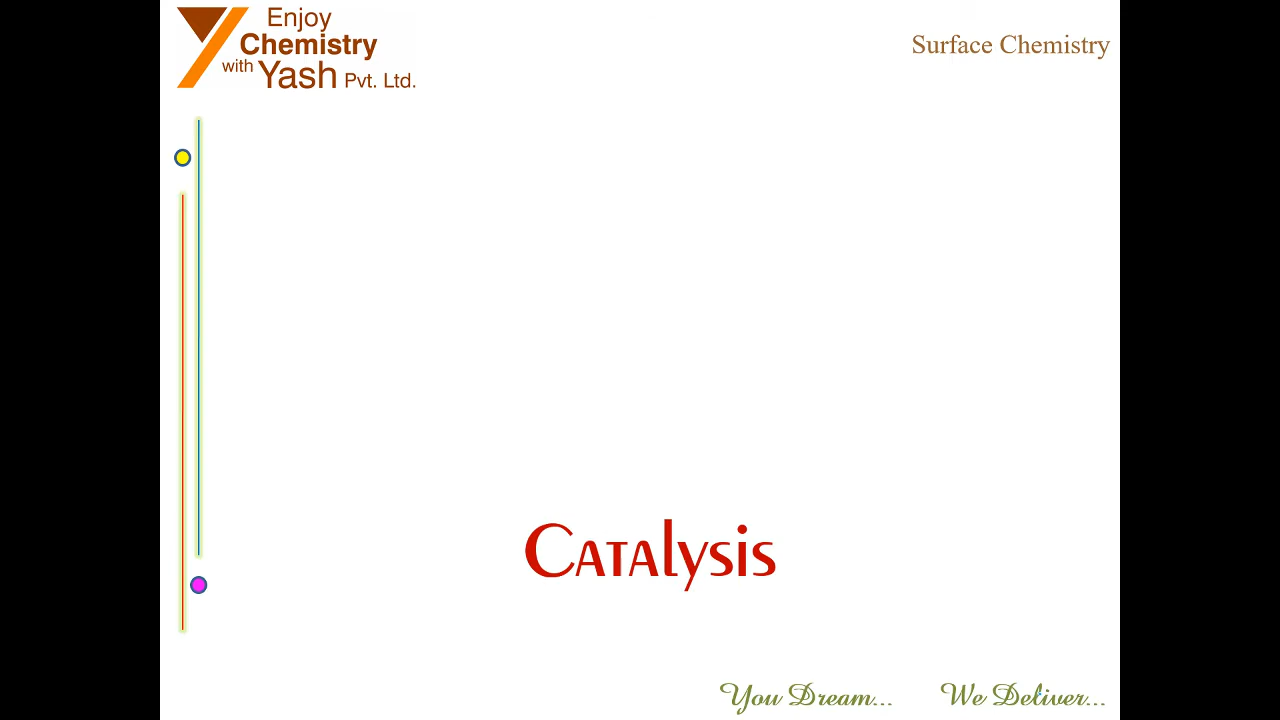 Enjoy
Chemistry
with Yash Pvt. Ltd.
Surface Chemistry
Catalysis
You Dream... We Deliver...